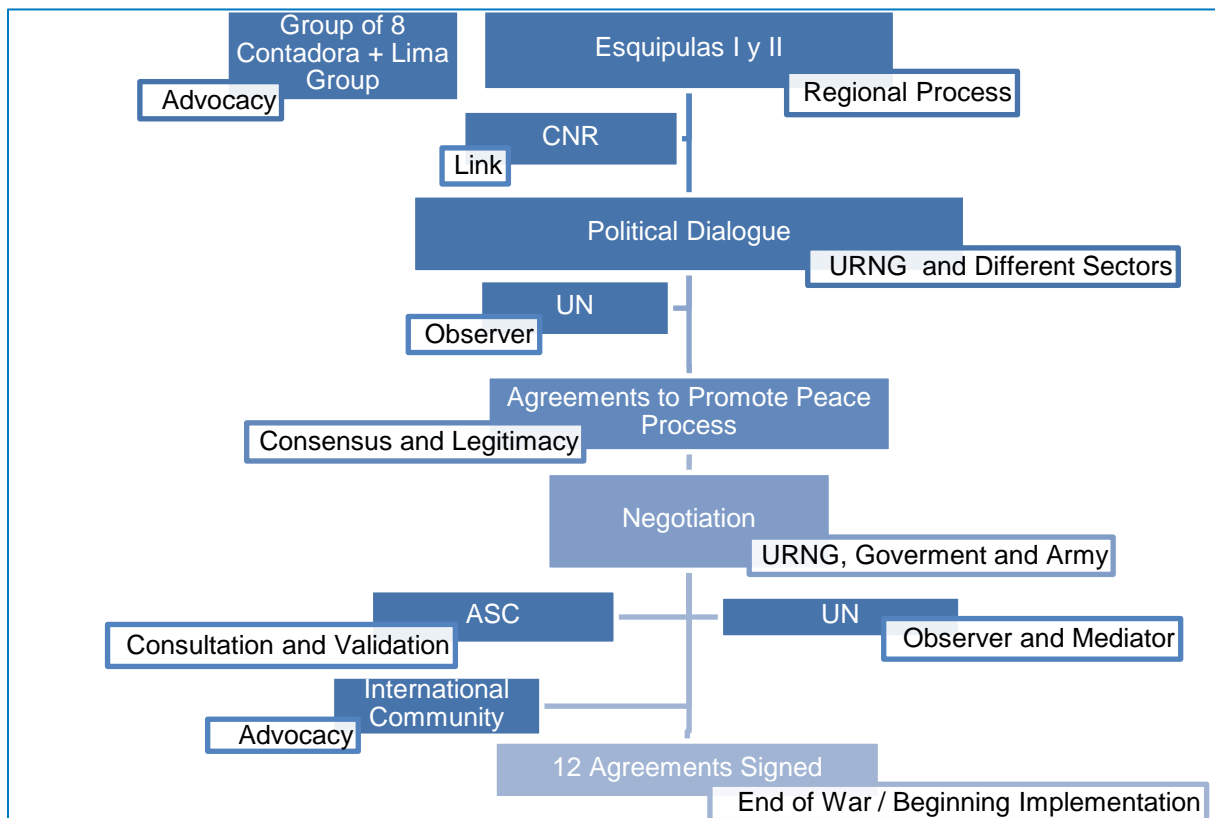 Group of 8
Contadora + Lima
Group
Advocacy
Esquipulas I y II
Regional Process
CNR
Link
Political Dialogue
URNG and Different Sectors
UN
Observer
Agreements to Promote Peace
Process
Consensus and Legitimacy
Negotiation
URNG, Goverment and Army
ASC
Consultation and Validation
UN
Observer and Mediator
International
Community
Advocacy
12 Agreements Signed
End of War / Beginning Implementation